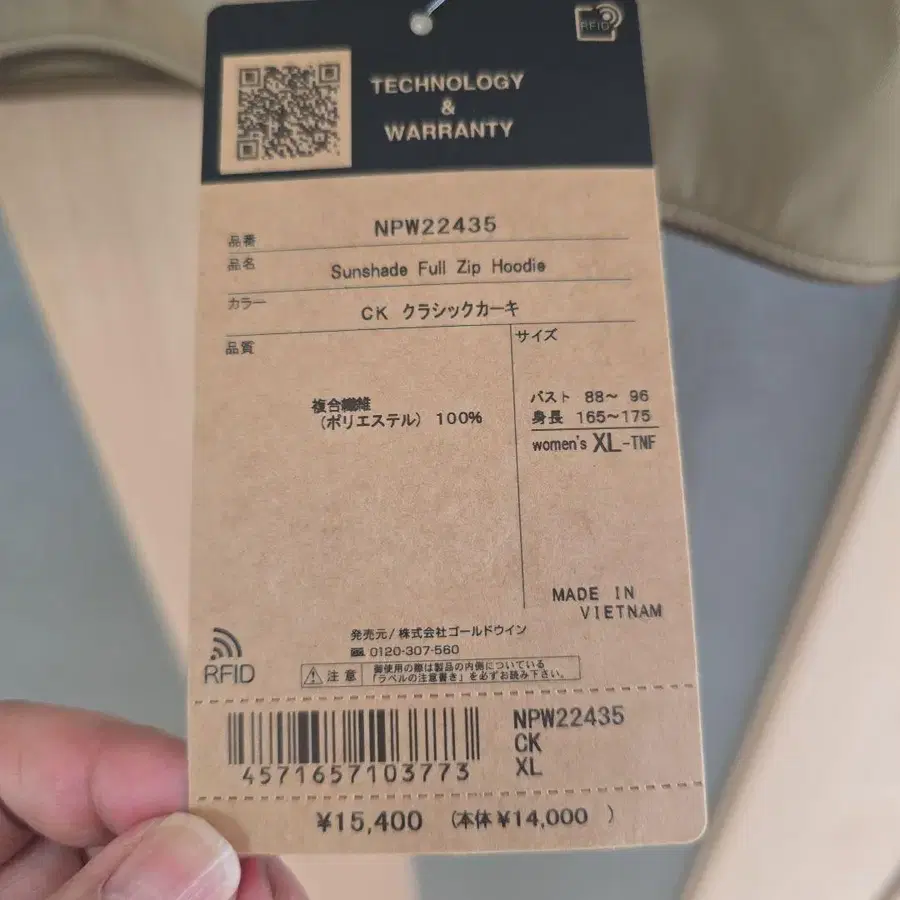 RFID
TECHNOLOGY
&
WARRANTY
品番 NPW22435
品名 Sunshade Full Zip Hoodie
カラー CK クラシックカーキ
品質
複合繊維
(ポリエステル) 100%
サイズ
バスト 88～ 96
身長 165～175
women's XL-TNF
MADE IN
VIETNAM
発売元/株式会社ゴールドウイン
0120-307-560
RFID
注意
御使用の際は製品の内側についている
「ラベルの注意書き」を必ずお読み下さい。
4571657103773
NPW22435
CK
XL
¥15,400 (本体 ¥14,000 )